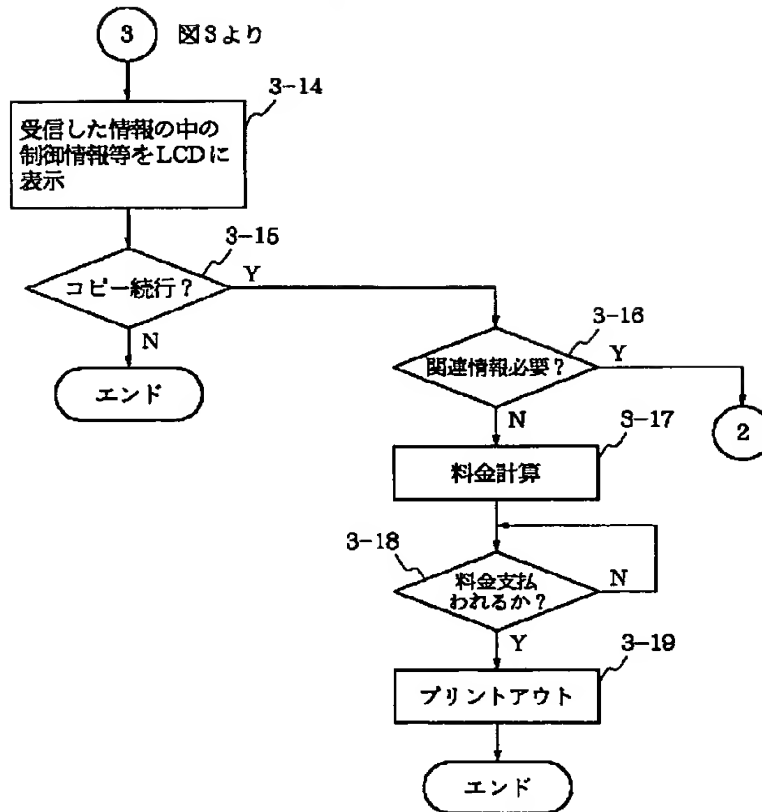 3 図3より
3-14
受信した情報の中の
制御情報等をLCDに
表示
3-15
コピー続行?
Y
N
エンド
3-16
関連情報必要?
Y
2
N
3-17
料金計算
3-18
料金支払
われるか?
N
Y
3-19
プリントアウト
エンド